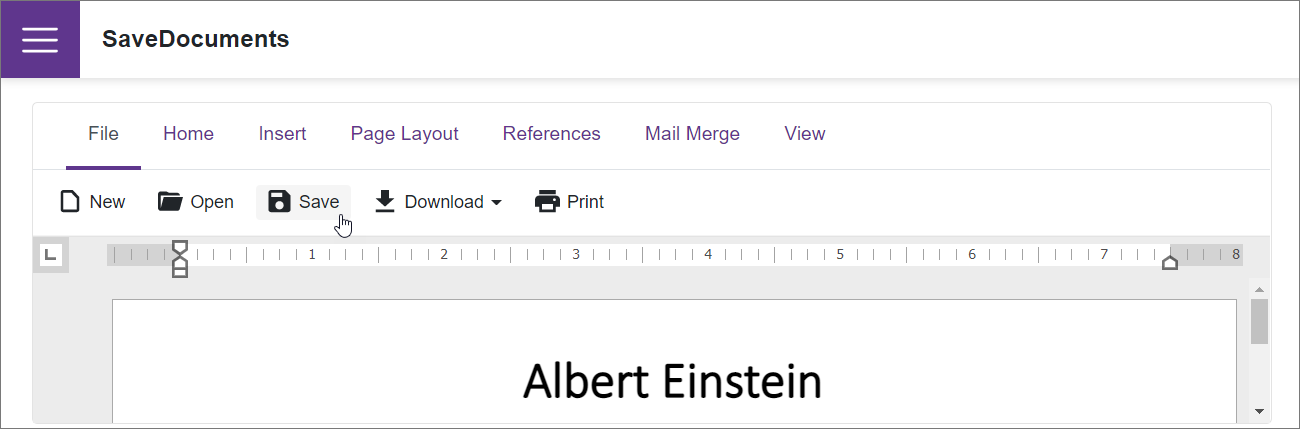 SaveDocuments
File Home Insert Page Layout References Mail Merge View
New Open Save Download Print
1 2 3 4 5 6 7 8
Albert Einstein